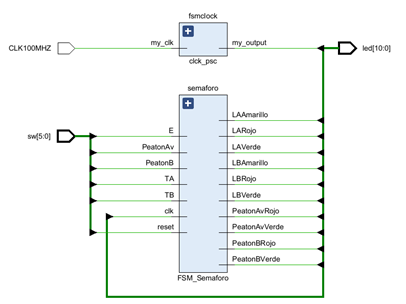 fsmclock
CLK100MHZ
my_clk
my_output
led[10:0]
clck_psc
semaforo
sw[5:0]
E
PeatonAv
PeatonB
TA
TB
clk
reset
LAAmarillo
LARojo
LAVerde
LBAmarillo
LBRojo
LBVerde
PeatonAvRojo
PeatonAvVerde
PeatonBRojo
PeatonBVerde
FSM_Semaforo